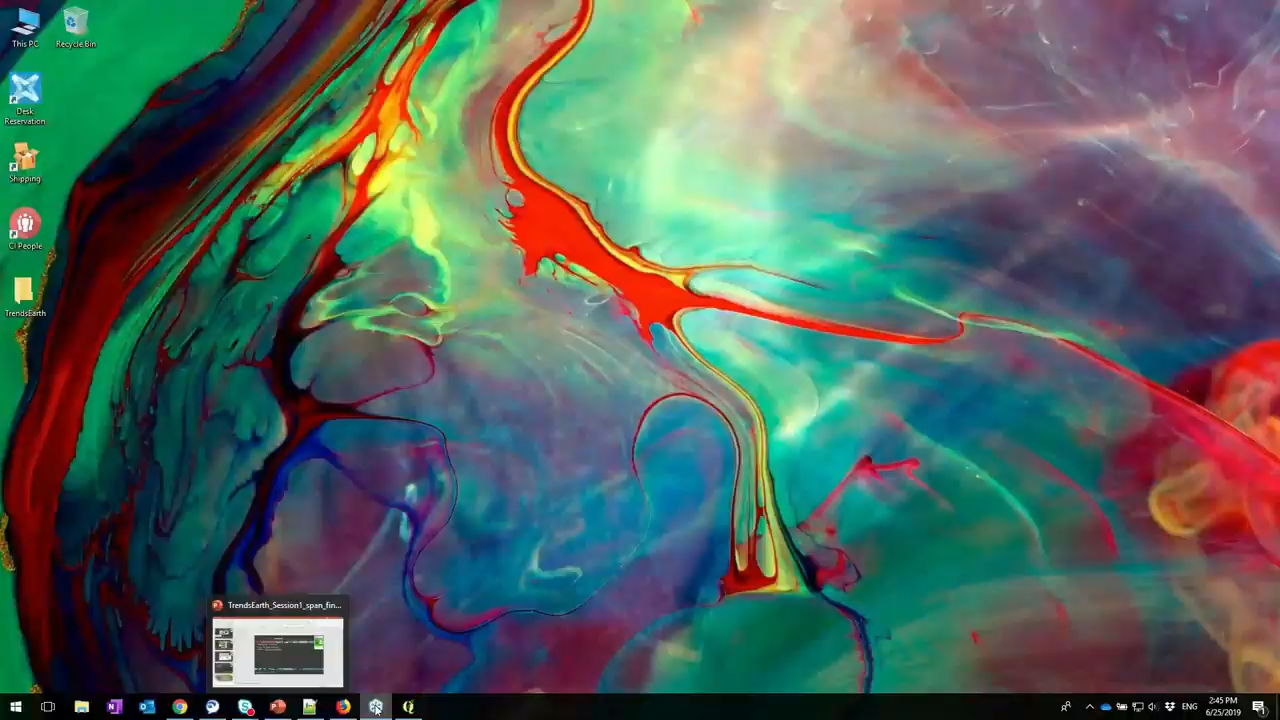 This PC
Recycle Bin
Desk
Reservation
Shipping
CI People
TrendsEarth
TrendsEarth_Session1_span_fin...
ENG
2:45 PM
6/25/2019